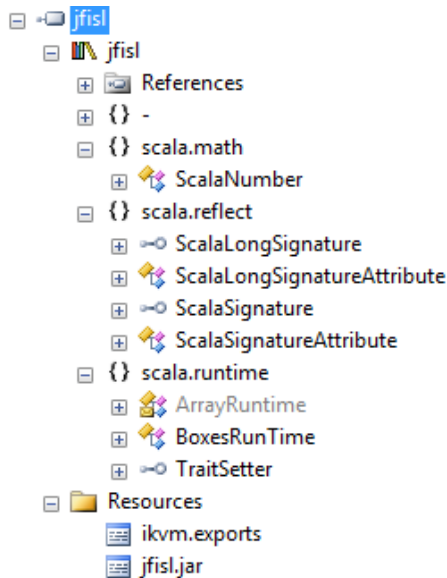 jfisl
jfisl
References
{} -
{} scala.math
ScalaNumber
{} scala.reflect
ScalaLongSignature
ScalaLongSignatureAttribute
ScalaSignature
ScalaSignatureAttribute
{} scala.runtime
ArrayRuntime
BoxesRunTime
TraitSetter
Resources
ikvm.exports
jfisl.jar